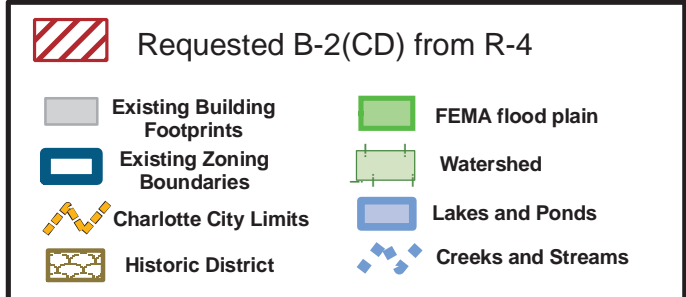 Requested B-2(CD) from R-4
Existing Building
Footprints
Existing Zoning
Boundaries
Charlotte City Limits
Historic District
FEMA flood plain
Watershed
Lakes and Ponds
Creeks and Streams